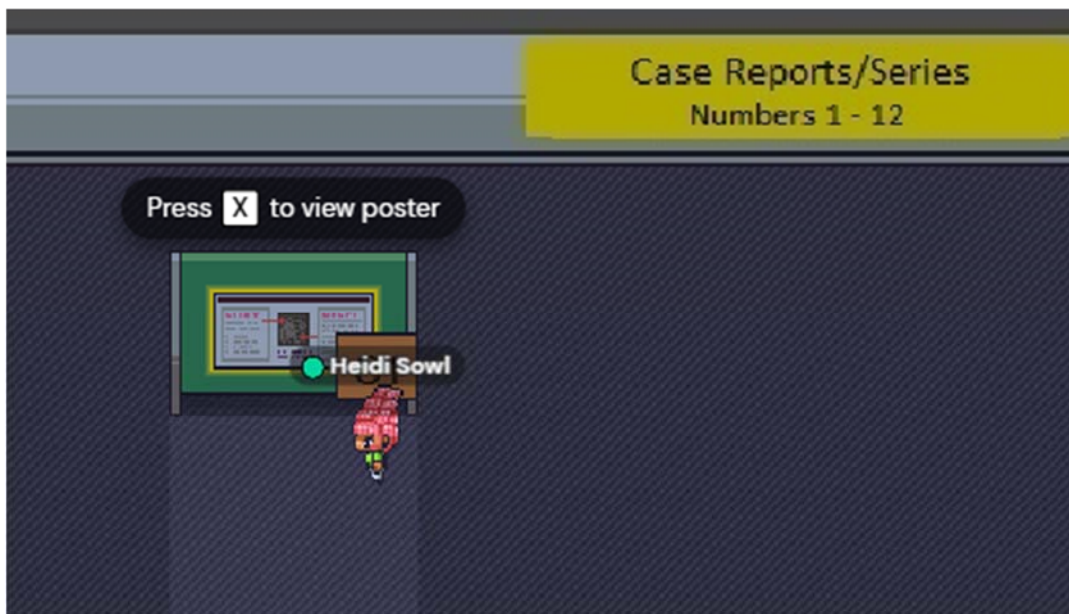 Case Reports/Series
Numbers 1 - 12
Press X to view poster
Heidi Sowl